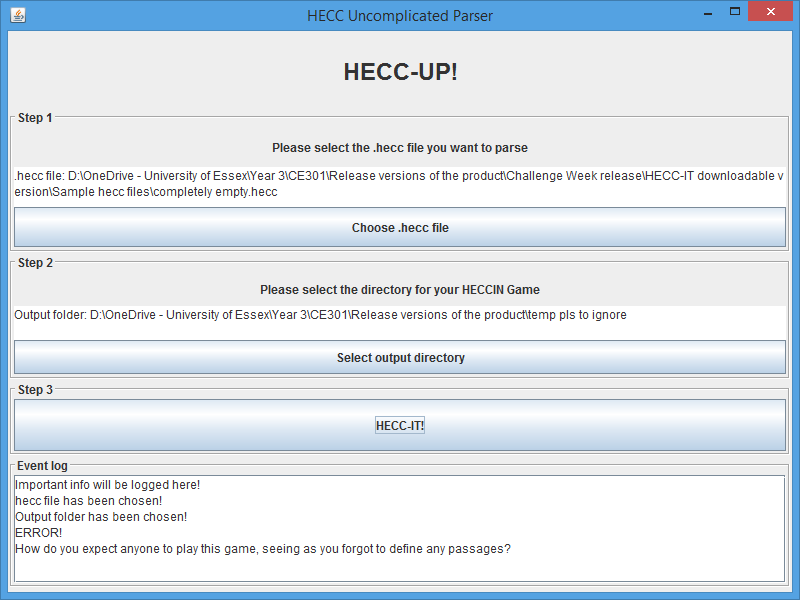 HECC Uncomplicated Parser
HECC-UP!
Step 1
Please select the .hecc file you want to parse
.hecc file: D:\OneDrive - University of Essex\Year 3\CE301\Release versions of the product\Challenge Week release\HECC-IT downloadable v
ersion\Sample hecc files\completely empty.hecc
Choose .hecc file
Step 2
Please select the directory for your HECCIN Game
Output folder: D:\OneDrive - University of Essex\Year 3\CE301\Release versions of the product\temp pls to ignore
Select output directory
Step 3
HECC-IT!
Event log
Important info will be logged here!
hecc file has been chosen!
Output folder has been chosen!
ERROR!
How do you expect anyone to play this game, seeing as you forgot to define any passages?